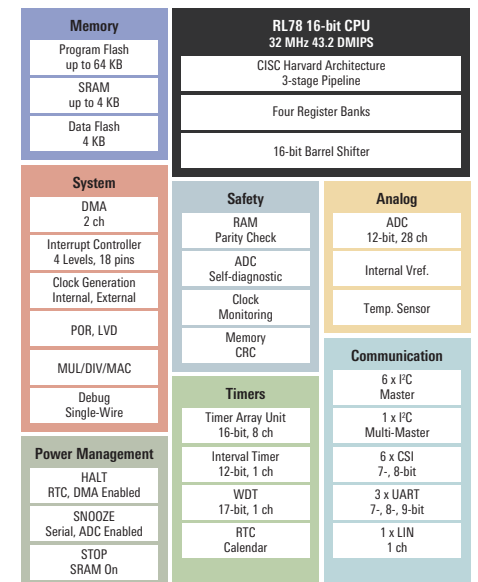 Memory
Program Flash
up to 64 KB
SRAM
up to 4 KB
Data Flash
4 KB
RL78 16-bit CPU
32 MHz 43.2 DMIPS
CISC Harvard Architecture
3-stage Pipeline
Four Register Banks
16-bit Barrel Shifter
System
DMA
2 ch
Interrupt Controller
4 Levels, 18 pins
Clock Generation
Internal, External
POR, LVD
MUL/DIV/MAC
Debug
Single-Wire
Safety
RAM
Parity Check
ADC
Self-diagnostic
Clock
Monitoring
Memory
CRC
Analog
ADC
12-bit, 28 ch
Internal Vref.
Temp. Sensor
Power Management
HALT
RTC, DMA Enabled
SNOOZE
Serial, ADC Enabled
STOP
SRAM On
Timers
Timer Array Unit
16-bit, 8 ch
Interval Timer
12-bit, 1 ch
WDT
17-bit, 1 ch
RTC
Calendar
Communication
6 x I²C
Master
1 x I²C
Multi-Master
6 x CSI
7-, 8-bit
3 x UART
7-, 8-, 9-bit
1 x LIN
1 ch